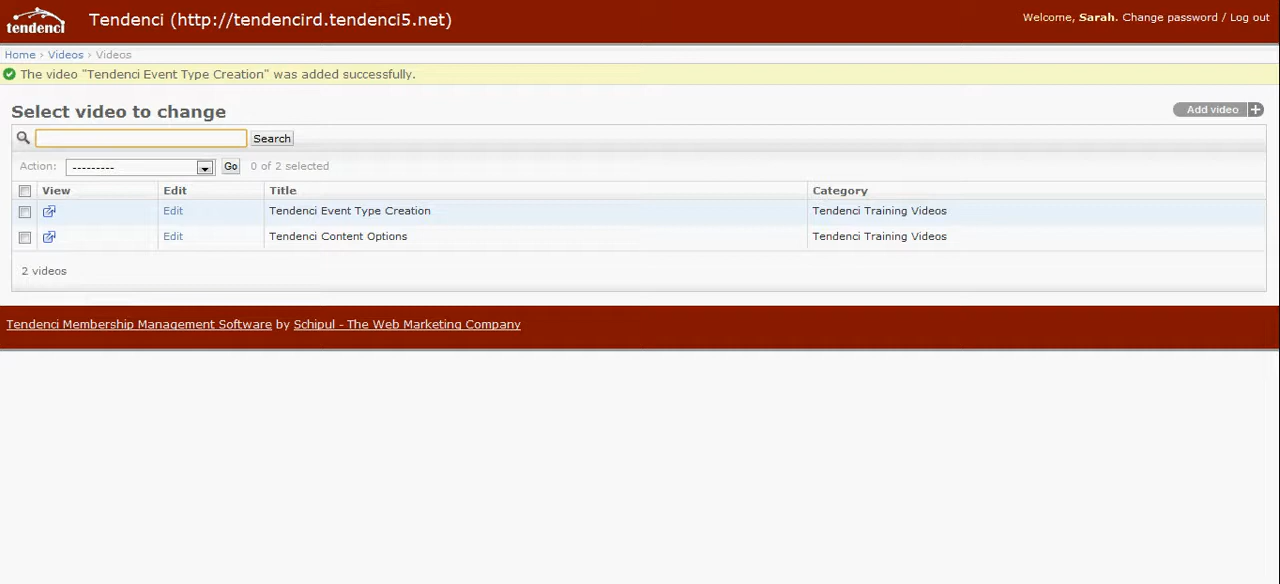 tendenci
Tendenci (http://tendencird.tendenci5.net)
Welcome, Sarah. Change password / Log out
Home › Videos › Videos
The video "Tendenci Event Type Creation" was added successfully.
Select video to change
Add video +
Search
Action: --------- Go 0 of 2 selected
View Edit Title Category
Edit Tendenci Event Type Creation Tendenci Training Videos
Edit Tendenci Content Options Tendenci Training Videos
2 videos
Tendenci Membership Management Software by Schipul - The Web Marketing Company